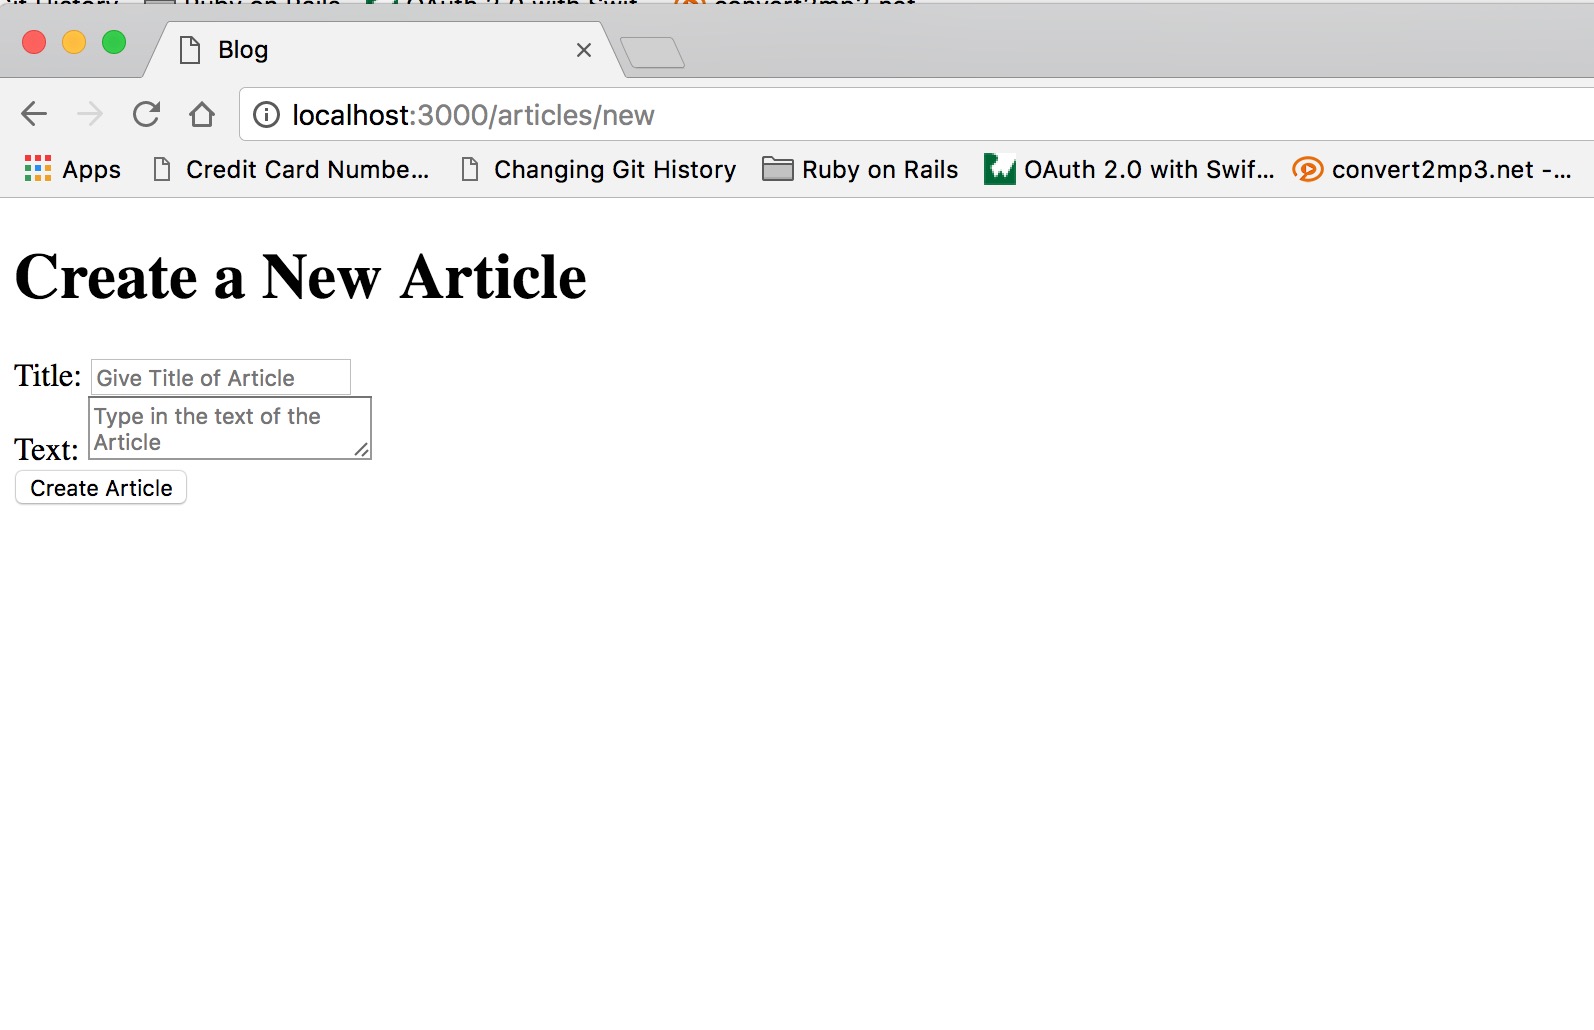 Blog
localhost:3000/articles/new
Apps Credit Card Numbe... Changing Git History Ruby on Rails OAuth 2.0 with Swif... convert2mp3.net -...
Create a New Article
Title: Give Title of Article
Type in the text of the
Article
Text:
Create Article